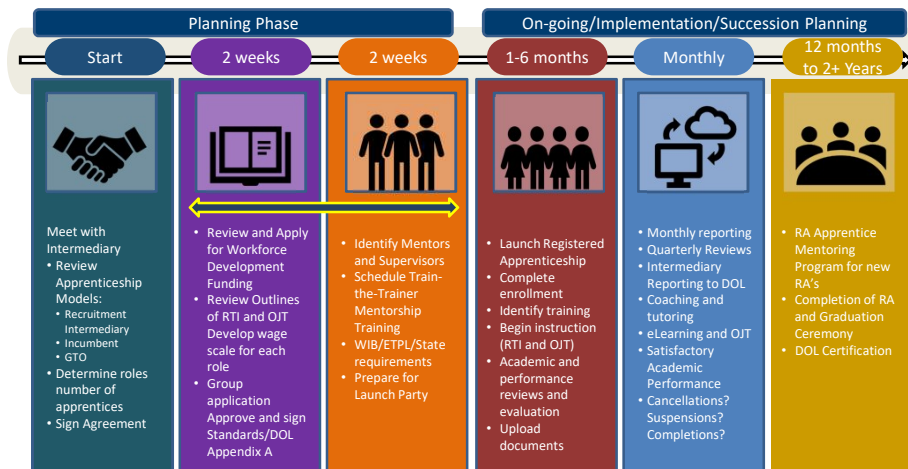 Planning Phase
On-going/Implementation/Succession Planning
Start
2 weeks
2 weeks
1-6 months
Monthly
12 months
to 2+ Years
Meet with
Intermediary
• Review
Apprenticeship
Models:
• Recruitment
Intermediary
• Incumbent
• GTO
• Determine roles
number of
apprentices
• Sign Agreement
• Review and Apply
for Workforce
Development
Funding
• Review Outlines
of RTI and OJT
Develop wage
scale for each
role
• Group
application
Approve and sign
Standards/DOL
Appendix A
• Identify Mentors
and Supervisors
• Schedule Train-
the-Trainer
Mentorship
Training
• WIB/ETPL/State
requirements
• Prepare for
Launch Party
• Launch Registered
Apprenticeship
• Complete
enrollment
• Identify training
• Begin instruction
(RTI and OJT)
• Academic and
performance
reviews and
evaluation
• Upload
documents
• Monthly reporting
• Quarterly Reviews
• Intermediary
Reporting to DOL
• Coaching and
tutoring
• eLearning and OJT
• Satisfactory
Academic
Performance
• Cancellations?
Suspensions?
Completions?
• RA Apprentice
Mentoring
Program for new
RA's
• Completion of RA
and Graduation
Ceremony
• DOL Certification